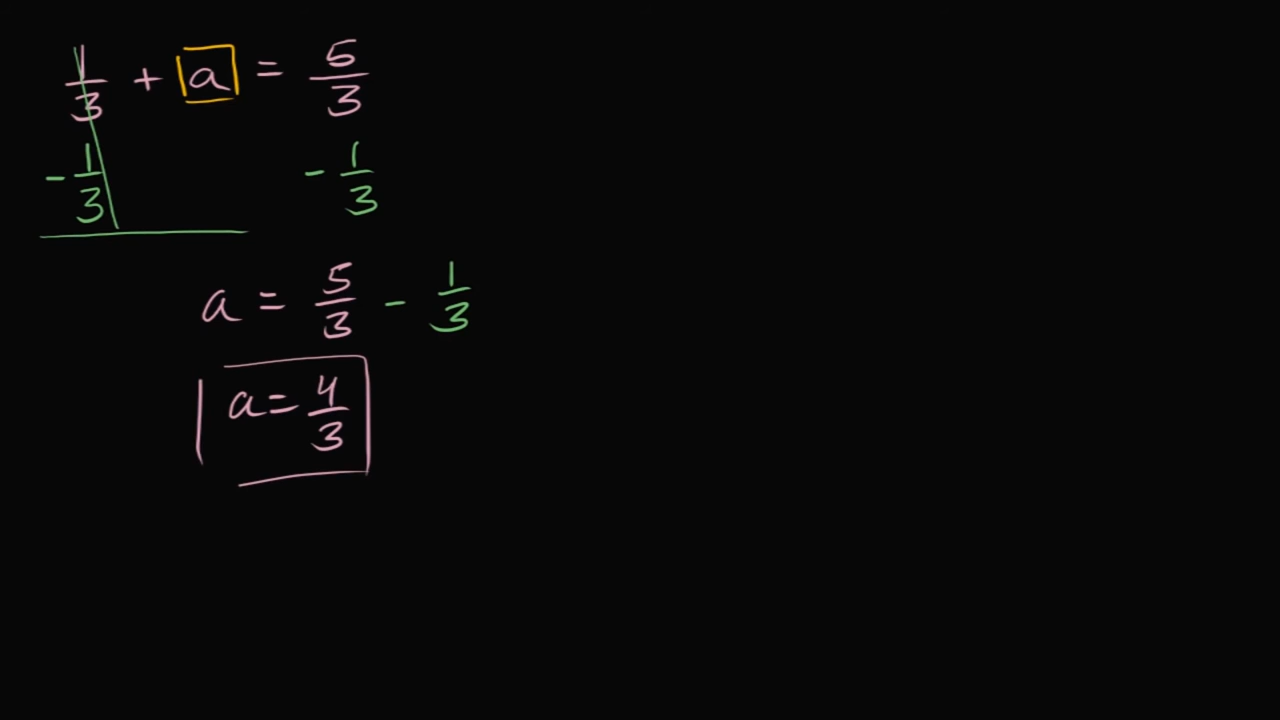 1/3 + a = 5/3
- 1/3 - 1/3
a = 5/3 - 1/3
a = 4/3